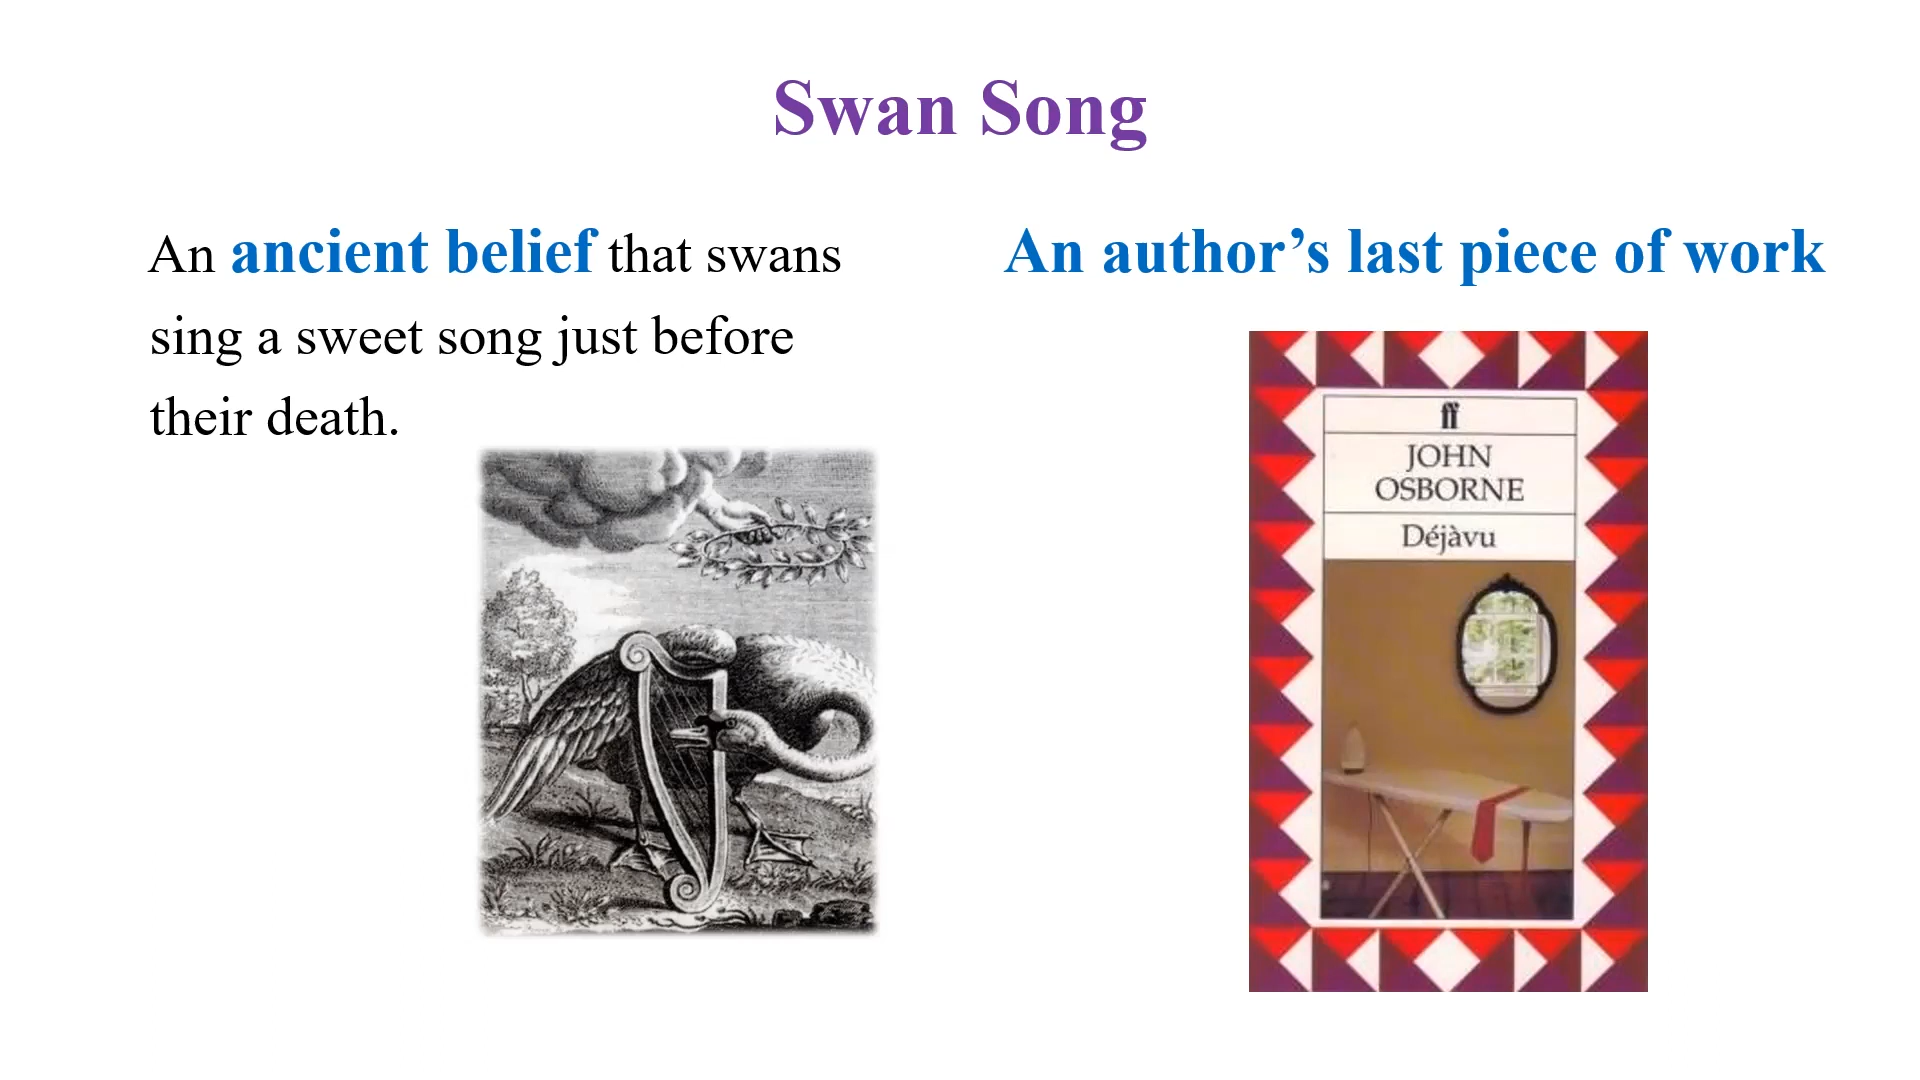 Swan Song
An ancient belief that swans
sing a sweet song just before
their death.
An author’s last piece of work
ff
JOHN
OSBORNE
Déjàvu